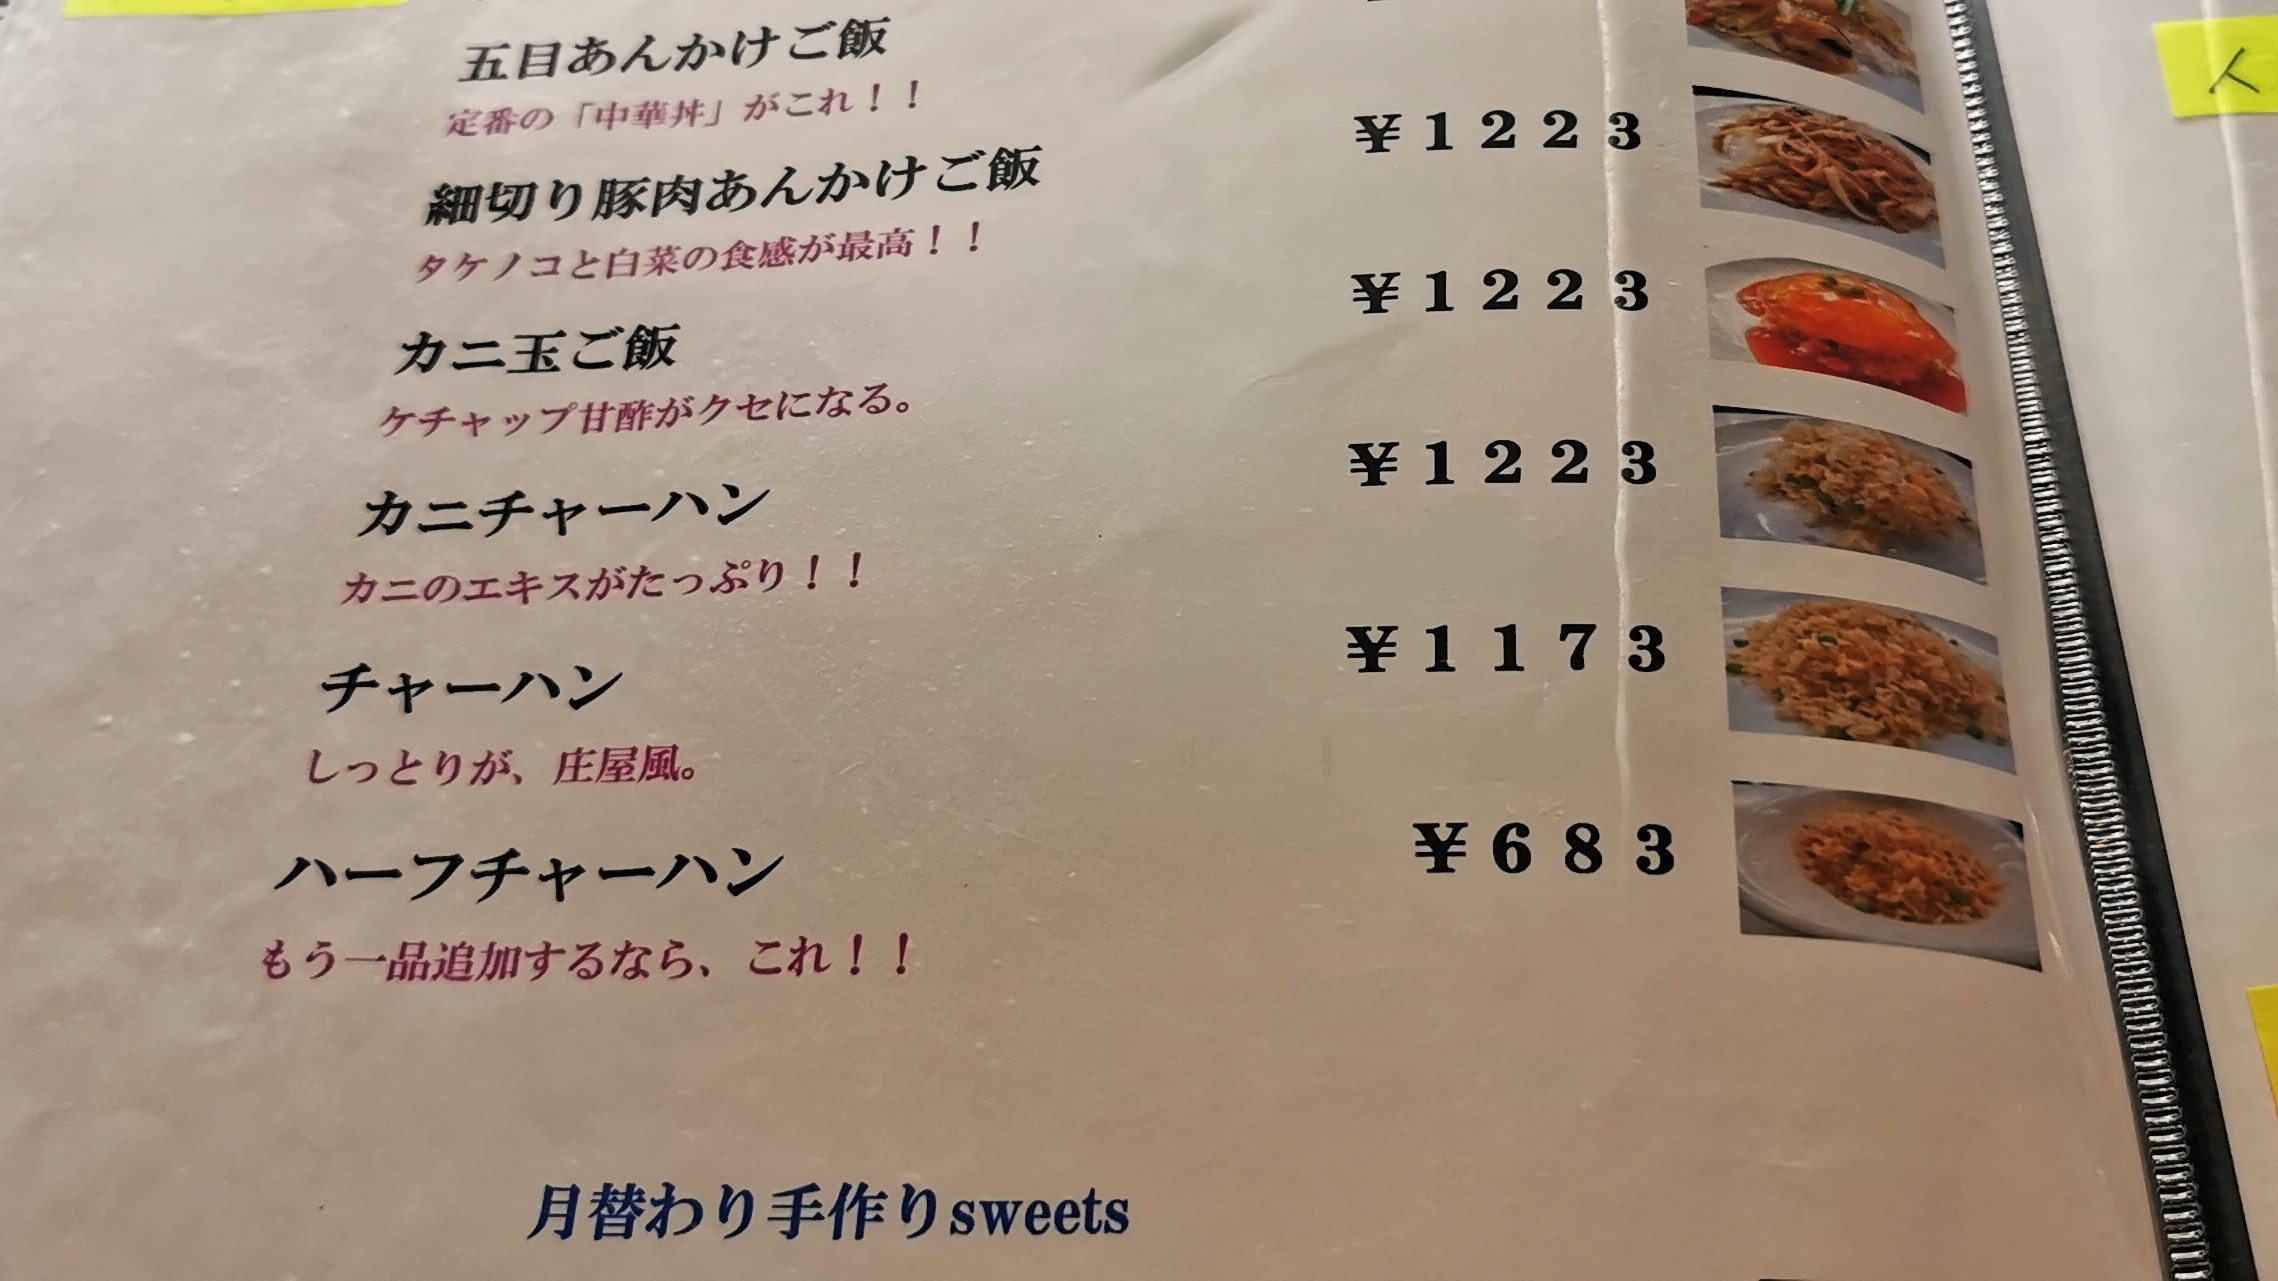 五目あんかけご飯
定番の「中華丼」がこれ！！
細切り豚肉あんかけご飯 ￥１２２３
タケノコと白菜の食感が最高！！
カニ玉ご飯 ￥１２２３
ケチャップ甘酢がクセになる。
カニチャーハン ￥１２２３
カニのエキスがたっぷり！！
チャーハン ￥１１７３
しっとりが、庄屋風。
ハーフチャーハン ￥６８３
もう一品追加するなら、これ！！
月替わり手作りsweets